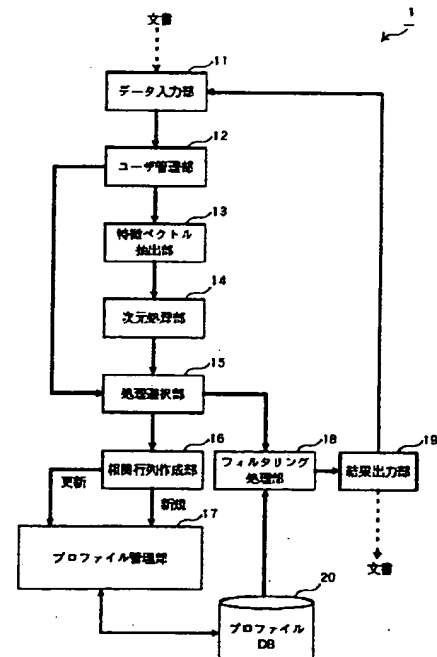 文書
1
11
データ入力部
12
ユーザ管理部
13
特徴ベクトル
抽出部
14
次元処理部
15
処理選択部
16
相関行列作成部
18
フィルタリング
処理部
19
結果出力部
更新
新規
17
プロファイル管理部
文書
20
プロファイル
DB